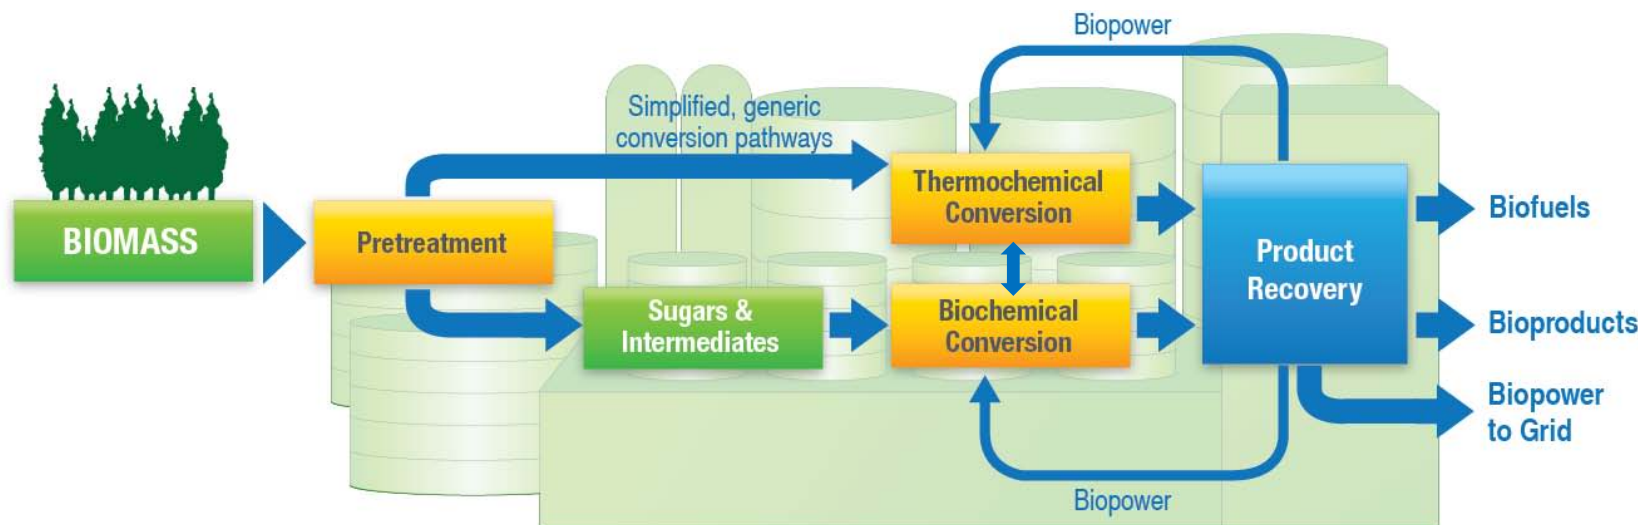 Biopower
Simplified, generic
conversion pathways
BIOMASS
Pretreatment
Thermochemical
Conversion
Sugars &
Intermediates
Biochemical
Conversion
Product
Recovery
Biofuels
Bioproducts
Biopower
to Grid
Biopower